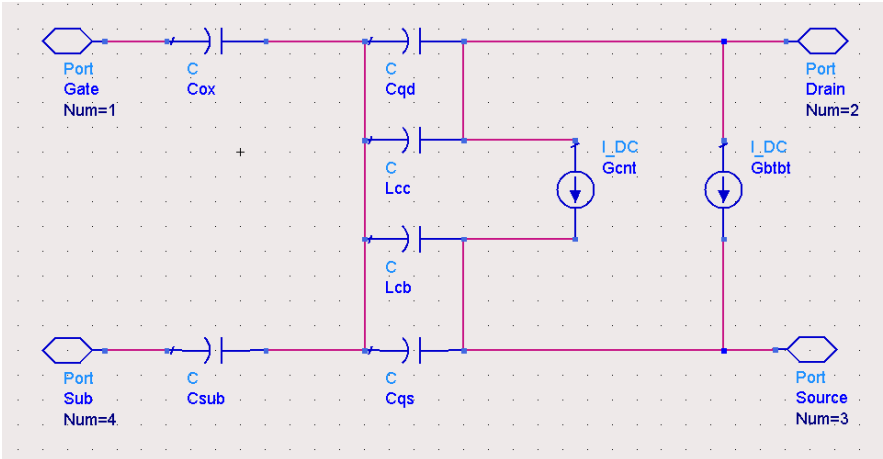 Port
Gate
Num=1
C
Cox
C
Cqd
Port
Drain
Num=2
C
Lcc
I_DC
Gcnt
I_DC
Gbtbt
C
Lcb
Port
Sub
Num=4
C
Csub
C
Cqs
Port
Source
Num=3